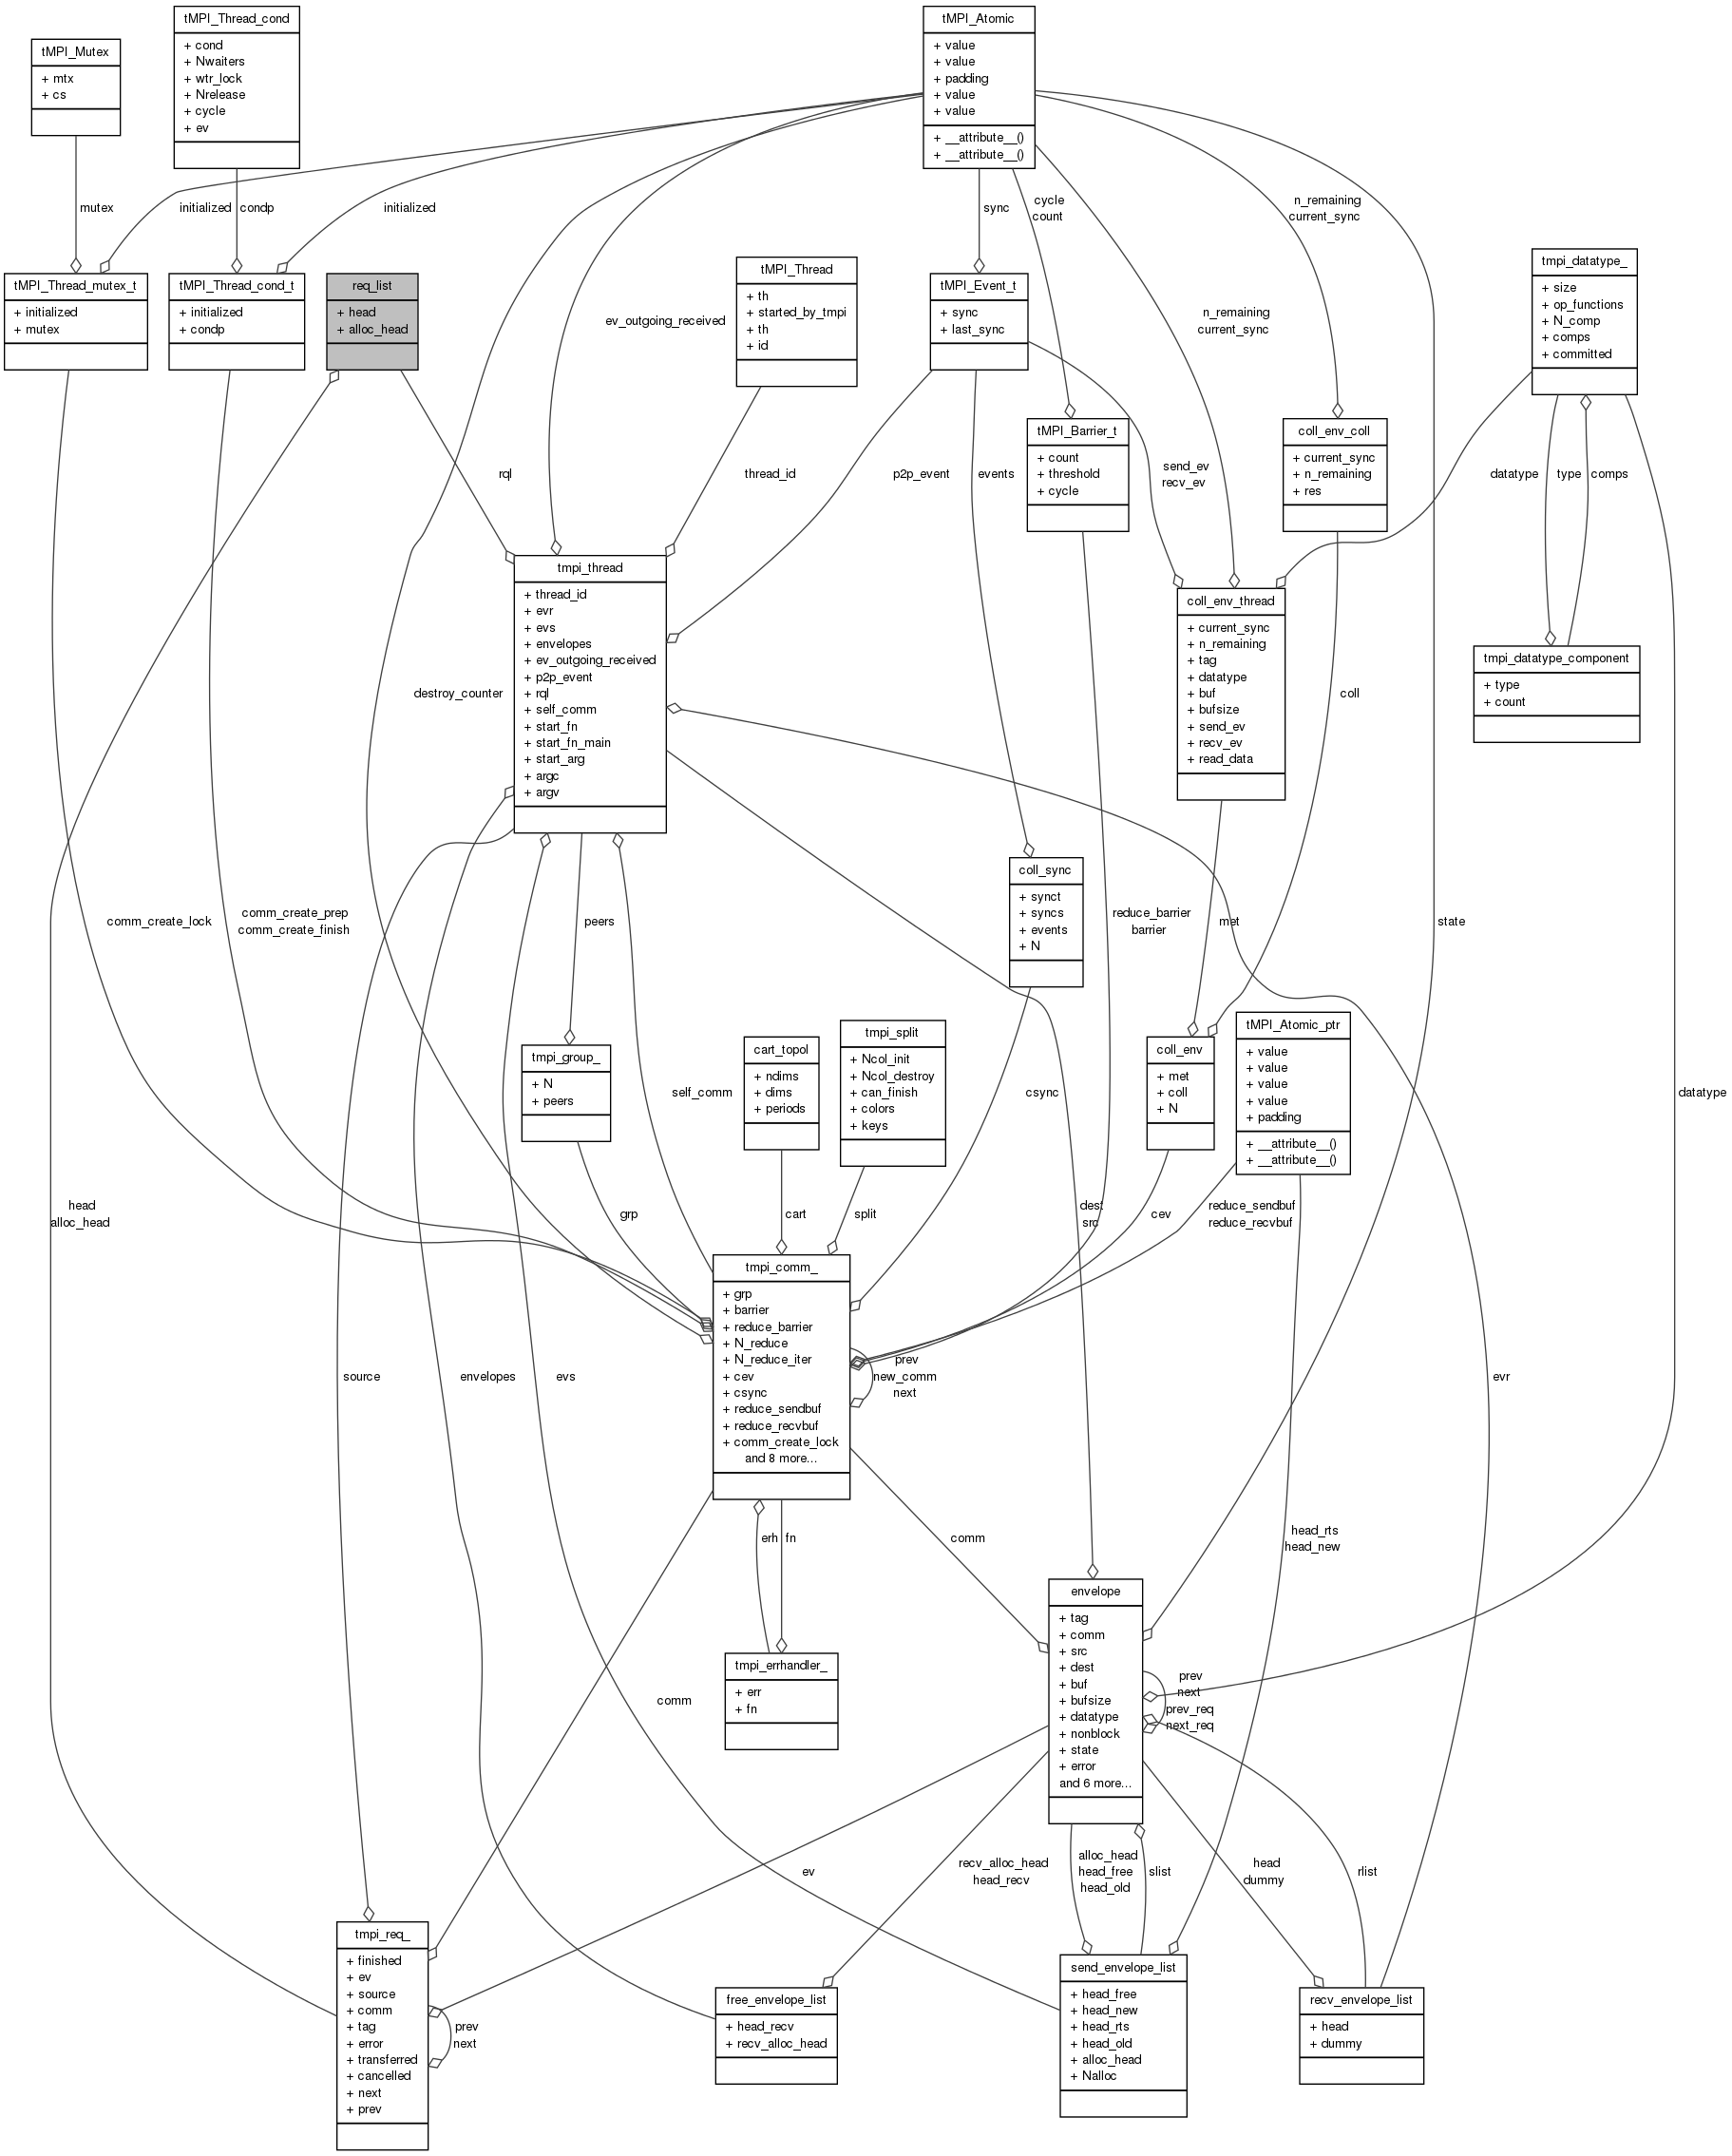 tMPI_Thread_cond
+ cond
+ Nwaiters
+ wtr_lock
+ Nrelease
+ cycle
+ ev
tMPI_Atomic
+ value
+ value
+ padding
+ value
+ value
+ __attribute__()
+ __attribute__()
tMPI_Mutex
+ mtx
+ cs
mutex
initialized
condp
initialized
sync
cycle
count
n_remaining
current_sync
tMPI_Thread_mutex_t
+ initialized
+ mutex
tMPI_Thread_cond_t
+ initialized
+ condp
req_list
+ head
+ alloc_head
ev_outgoing_received
tMPI_Thread
+ th
+ started_by_tmpi
+ th
+ id
tMPI_Event_t
+ sync
+ last_sync
n_remaining
current_sync
tmpi_datatype_
+ size
+ op_functions
+ N_comp
+ comps
+ committed
rql
thread_id
p2p_event
events
tMPI_Barrier_t
+ count
+ threshold
+ cycle
send_ev
recv_ev
coll_env_coll
+ current_sync
+ n_remaining
+ res
datatype
type
comps
tmpi_thread
+ thread_id
+ evr
+ evs
+ envelopes
+ ev_outgoing_received
+ p2p_event
+ rql
+ self_comm
+ start_fn
+ start_fn_main
+ start_arg
+ argc
+ argv
destroy_counter
coll_env_thread
+ current_sync
+ n_remaining
+ tag
+ datatype
+ buf
+ bufsize
+ send_ev
+ recv_ev
+ read_data
coll
tmpi_datatype_component
+ type
+ count
comm_create_lock
comm_create_prep
comm_create_finish
peers
coll_sync
+ synct
+ syncs
+ events
+ N
reduce_barrier
barrier
met
state
tmpi_group_
+ N
+ peers
self_comm
cart_topol
+ ndims
+ dims
+ periods
tmpi_split
+ Ncol_init
+ Ncol_destroy
+ can_finish
+ colors
+ keys
csync
coll_env
+ met
+ coll
+ N
tMPI_Atomic_ptr
+ value
+ value
+ value
+ value
+ padding
+ __attribute__()
+ __attribute__()
datatype
head
alloc_head
grp
cart
split
dest
src
cev
reduce_sendbuf
reduce_recvbuf
tmpi_comm_
+ grp
+ barrier
+ reduce_barrier
+ N_reduce
+ N_reduce_iter
+ cev
+ csync
+ reduce_sendbuf
+ reduce_recvbuf
+ comm_create_lock
and 8 more...
source
envelopes
evs
prev
new_comm
next
evr
erh
fn
comm
head_rts
head_new
envelope
+ tag
+ comm
+ src
+ dest
+ buf
+ bufsize
+ datatype
+ nonblock
+ state
+ error
and 6 more...
tmpi_errhandler_
+ err
+ fn
comm
prev
next
prev_req
next_req
ev
recv_alloc_head
head_recv
alloc_head
head_free
head_old
slist
head
dummy
rlist
tmpi_req_
+ finished
+ ev
+ source
+ comm
+ tag
+ error
+ transferred
+ cancelled
+ next
+ prev
prev
next
free_envelope_list
+ head_recv
+ recv_alloc_head
send_envelope_list
+ head_free
+ head_new
+ head_rts
+ head_old
+ alloc_head
+ Nalloc
recv_envelope_list
+ head
+ dummy